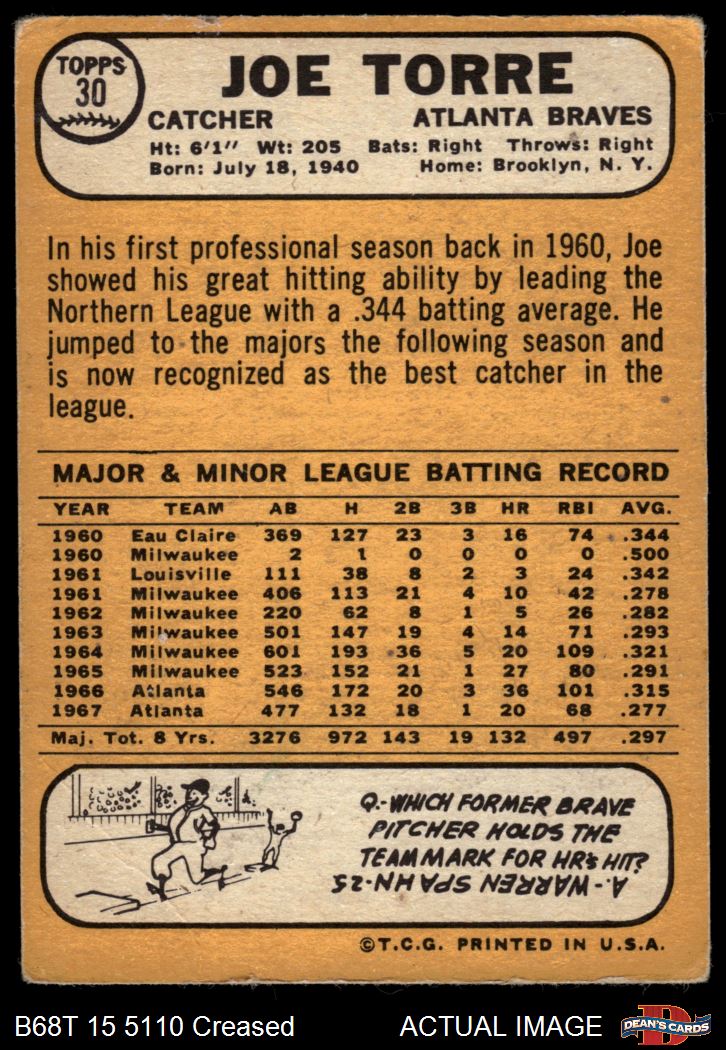 TOPPS
30
JOE TORRE
CATCHER ATLANTA BRAVES
Ht: 6'1" Wt: 205 Bats: Right Throws: Right
Born: July 18, 1940 Home: Brooklyn, N. Y.
In his first professional season back in 1960, Joe
showed his great hitting ability by leading the
Northern League with a .344 batting average. He
jumped to the majors the following season and
is now recognized as the best catcher in the
league.
MAJOR & MINOR LEAGUE BATTING RECORD
YEAR TEAM AB H 2B 3B HR RBI AVG.
1960 Eau Claire 369 127 23 3 16 74 .344
1960 Milwaukee 2 1 0 0 0 0 .500
1961 Louisville 111 38 8 2 3 24 .342
1961 Milwaukee 406 113 21 4 10 42 .278
1962 Milwaukee 220 62 8 1 5 26 .282
1963 Milwaukee 501 147 19 4 14 71 .293
1964 Milwaukee 601 193 36 5 20 109 .321
1965 Milwaukee 523 152 21 1 27 80 .291
1966 Atlanta 546 172 20 3 36 101 .315
1967 Atlanta 477 132 18 1 20 68 .277
Maj. Tot. 8 Yrs. 3276 972 143 19 132 497 .297
Q.-WHICH FORMER BRAVE
PITCHER HOLDS THE
TEAM MARK FOR HR's HIT?
A.-WARREN SPAHN-25
©T.C.G. PRINTED IN U.S.A.
B68T 15 5110 Creased ACTUAL IMAGE
D
DEAN'S CARDS